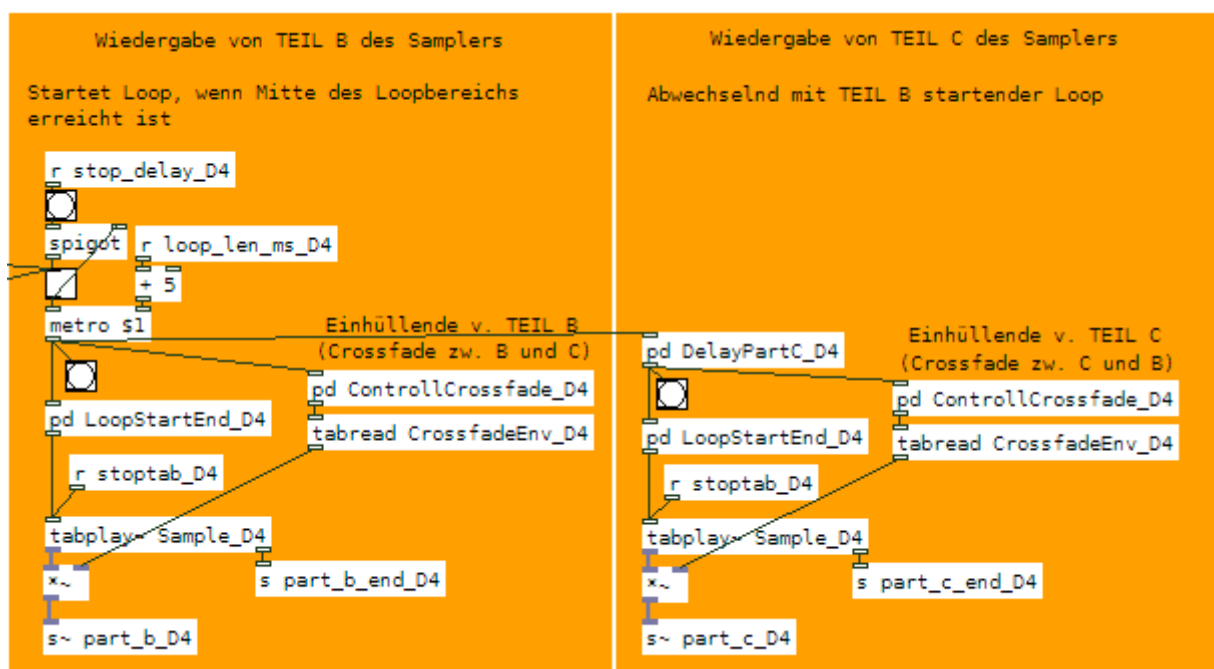 Wiedergabe von TEIL B des Samplers
Startet Loop, wenn Mitte des Loopbereichs
erreicht ist
r stop_delay_D4
spigot
r loop_len_ms_D4
+ 5
metro $1
Einhüllende v. TEIL B
(Crossfade zw. B und C)
pd ControllCrossfade_D4
pd LoopStartEnd_D4
tabread CrossfadeEnv_D4
r stoptab_D4
tabplay~ Sample_D4
*~
s part_b_end_D4
s~ part_b_D4
Wiedergabe von TEIL C des Samplers
Abwechselnd mit TEIL B startender Loop
pd DelayPartC_D4
Einhüllende v. TEIL C
(Crossfade zw. C und B)
pd ControllCrossfade_D4
pd LoopStartEnd_D4
tabread CrossfadeEnv_D4
r stoptab_D4
tabplay~ Sample_D4
*~
s part_c_end_D4
s~ part_c_D4